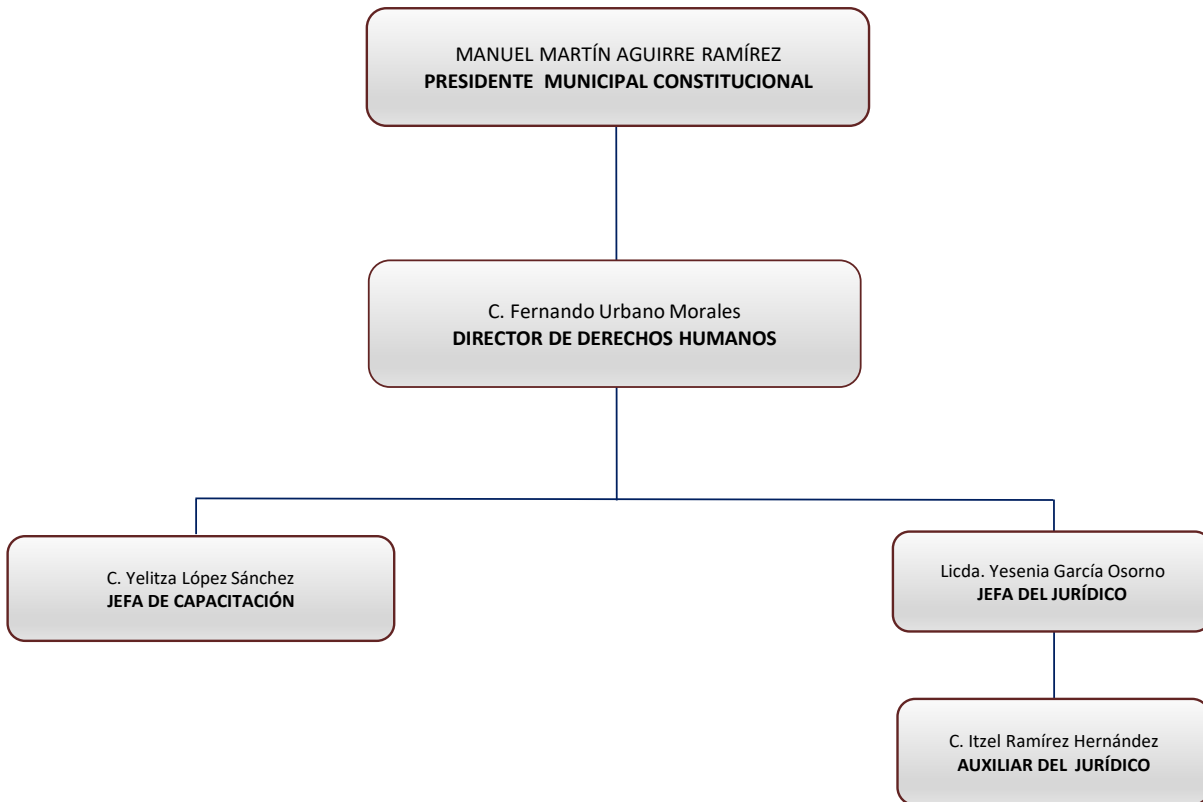 MANUEL MARTÍN AGUIRRE RAMÍREZ
PRESIDENTE MUNICIPAL CONSTITUCIONAL
C. Fernando Urbano Morales
DIRECTOR DE DERECHOS HUMANOS
C. Yelitza López Sánchez
JEFA DE CAPACITACIÓN
Licda. Yesenia García Osorno
JEFA DEL JURÍDICO
C. Itzel Ramírez Hernández
AUXILIAR DEL JURÍDICO